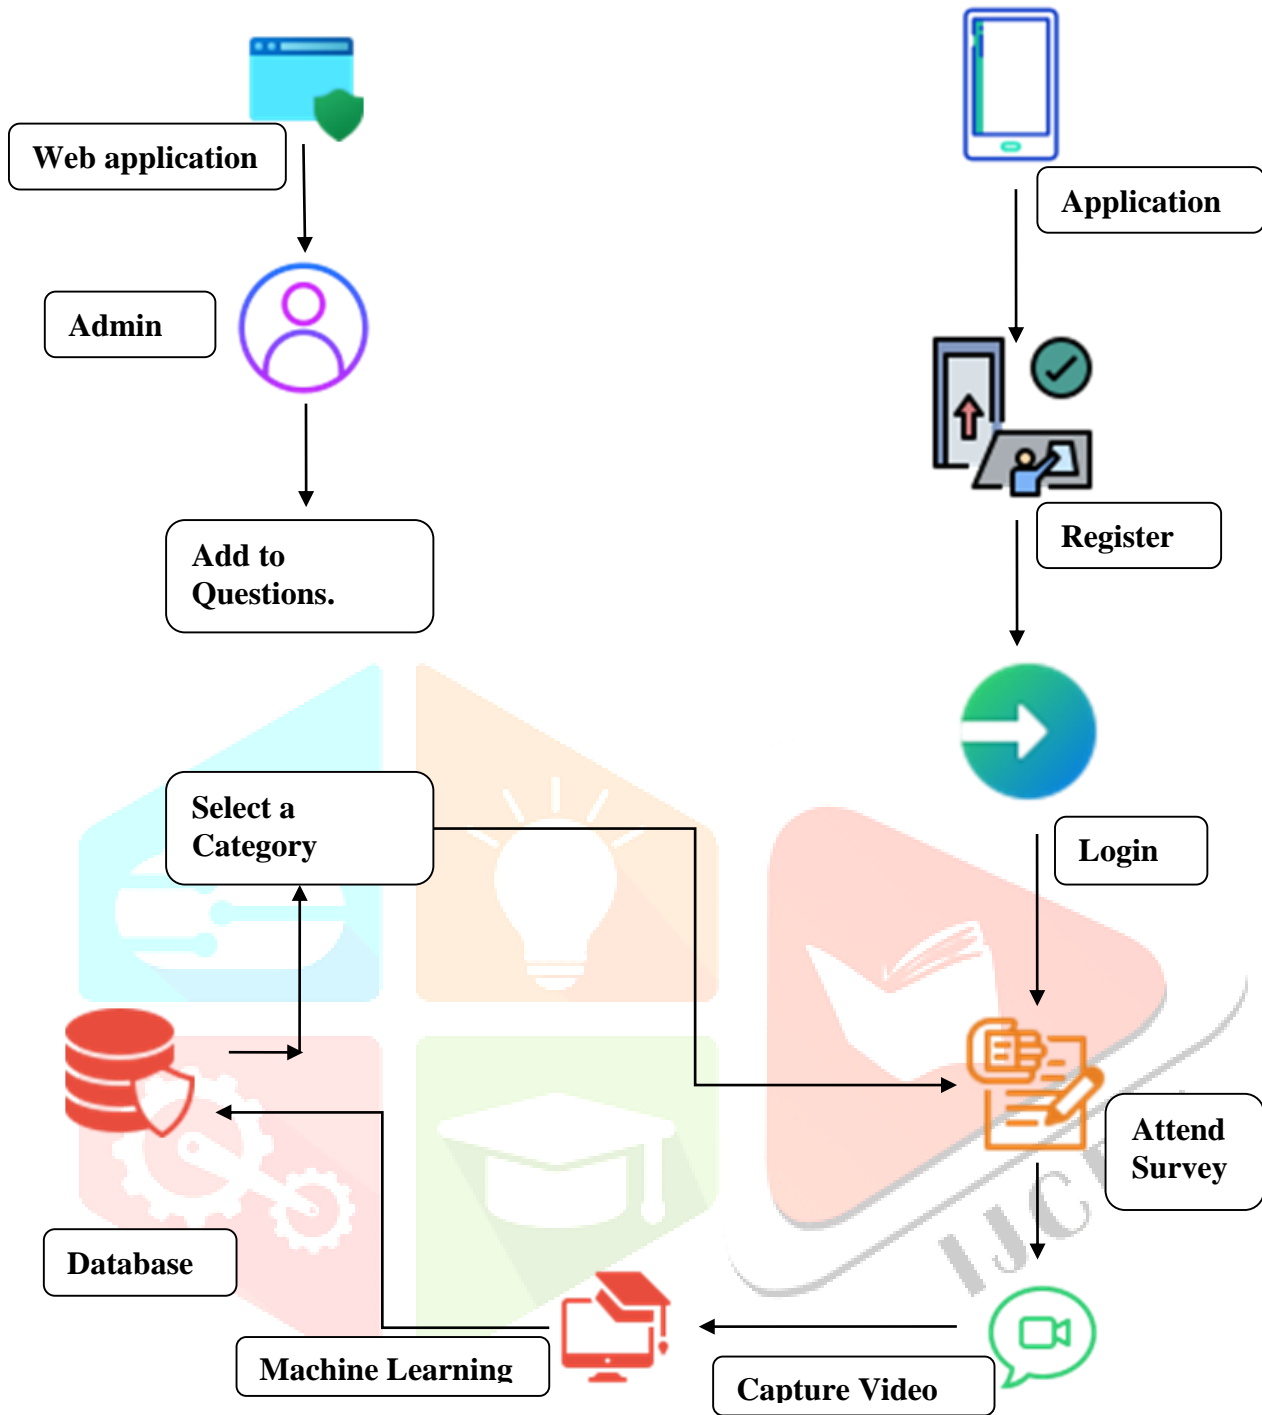 Web application
Application
Admin
Register
Add to
Questions.
Select a
Category
Login
Attend
Survey
Database
Machine Learning
Capture Video